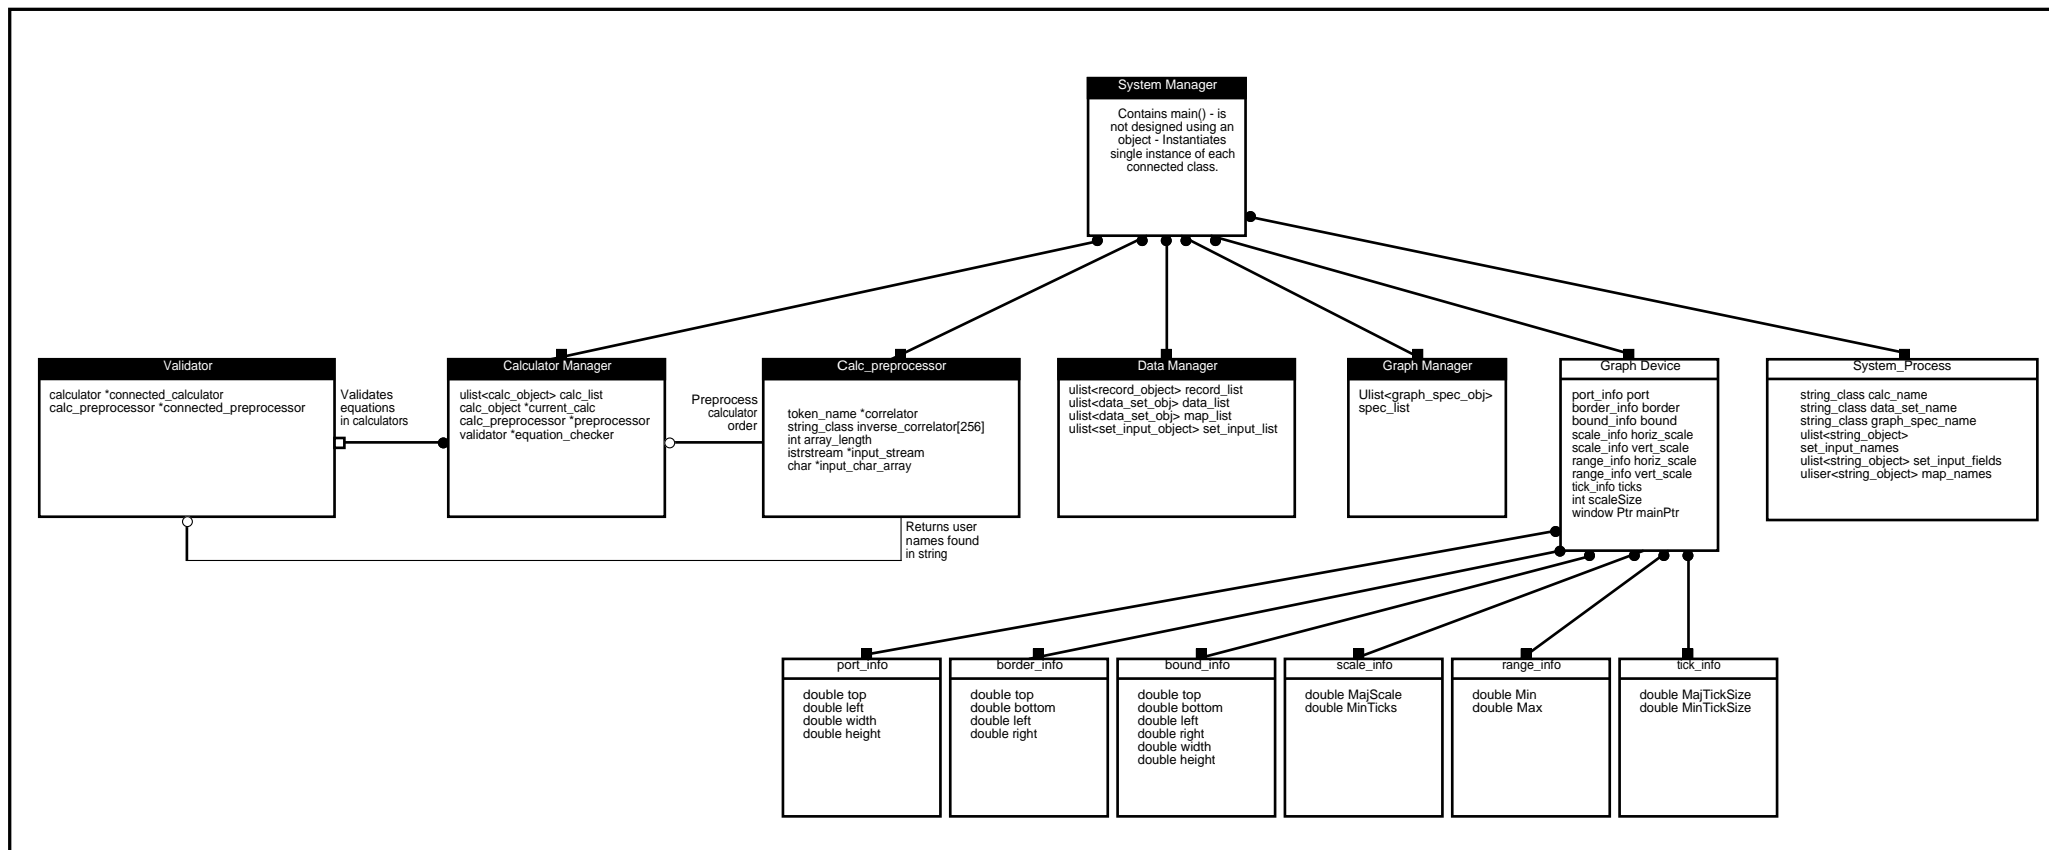 System Manager
Contains main() - is
not designed using an
object - Instantiates
single instance of each
connected class.
Validator
calculator *connected_calculator
calc_preprocessor *connected_preprocessor
Validates
equations
in calculators
Calculator Manager
ulist<calc_object> calc_list
calc_object *current_calc
calc_preprocessor *preprocessor
validator *equation_checker
Preprocess
calculator
order
Calc_preprocessor
token_name *correlator
string_class inverse_correlator[256]
int array_length
istrstream *input_stream
char *input_char_array
Returns user
names found
in string
Data Manager
ulist<record_object> record_list
ulist<data_set_obj> data_list
ulist<data_set_obj> map_list
ulist<set_input_object> set_input_list
Graph Manager
Ulist<graph_spec_obj>
spec_list
Graph Device
port_info port
border_info border
bound_info bound
scale_info horiz_scale
scale_info vert_scale
range_info horiz_scale
range_info vert_scale
tick_info ticks
int scaleSize
window Ptr mainPtr
System_Process
string_class calc_name
string_class data_set_name
string_class graph_spec_name
ulist<string_object>
set_input_names
ulist<string_object> set_input_fields
uliser<string_object> map_names
port_info
double top
double left
double width
double height
border_info
double top
double bottom
double left
double right
bound_info
double top
double bottom
double left
double right
double width
double height
scale_info
double MajScale
double MinTicks
range_info
double Min
double Max
tick_info
double MajTickSize
double MinTickSize